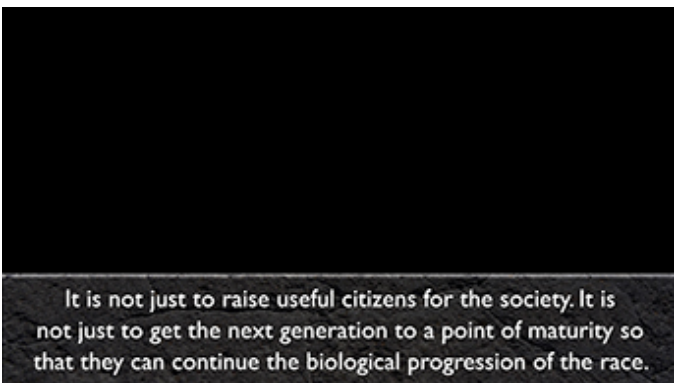 It is not just to raise useful citizens for the society. It is
not just to get the next generation to a point of maturity so
that they can continue the biological progression of the race.